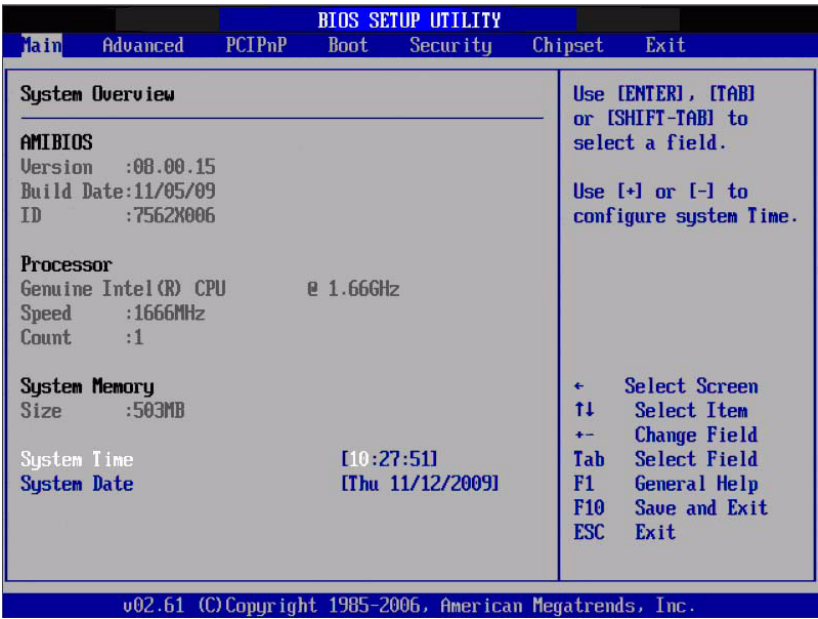 BIOS SETUP UTILITY
Main Advanced PCIPnP Boot Security Chipset Exit
System Overview
AMIBIOS
Version :08.00.15
Build Date:11/05/09
ID :7562X006
Processor
Genuine Intel(R) CPU @ 1.66GHz
Speed :1666MHz
Count :1
System Memory
Size :503MB
System Time [10:27:51]
System Date [Thu 11/12/2009]
Use [ENTER], [TAB]
or [SHIFT-TAB] to
select a field.
Use [+] or [-] to
configure system Time.
← Select Screen
↑↓ Select Item
+- Change Field
Tab Select Field
F1 General Help
F10 Save and Exit
ESC Exit
v02.61 (C)Copyright 1985-2006, American Megatrends, Inc.